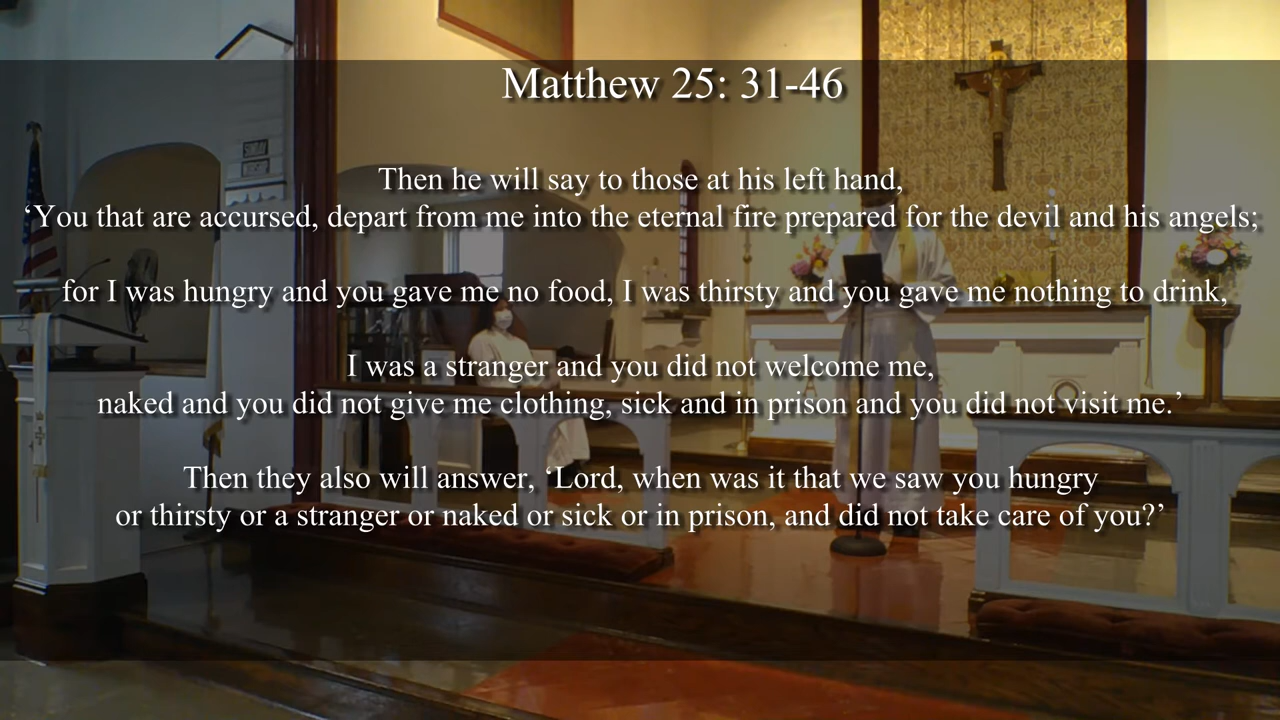 Matthew 25: 31-46
Then he will say to those at his left hand,
‘You that are accursed, depart from me into the eternal fire prepared for the devil and his angels;
for I was hungry and you gave me no food, I was thirsty and you gave me nothing to drink,
I was a stranger and you did not welcome me,
naked and you did not give me clothing, sick and in prison and you did not visit me.’
Then they also will answer, ‘Lord, when was it that we saw you hungry
or thirsty or a stranger or naked or sick or in prison, and did not take care of you?’